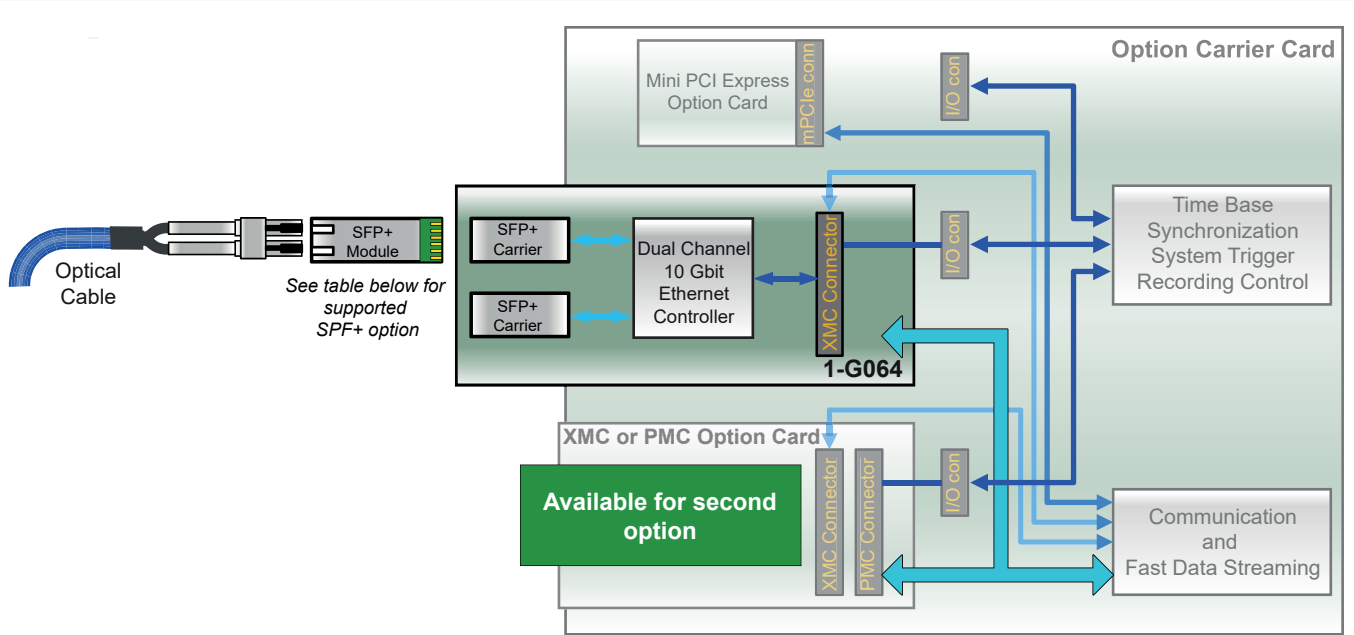 Option Carrier Card
Mini PCI Express
Option Card
mPCIe conn
I/O con
Time Base
Synchronization
System Trigger
Recording Control
I/O con
Optical
Cable
SFP+
Module
See table below for
supported
SPF+ option
SFP+
Carrier
SFP+
Carrier
Dual Channel
10 Gbit
Ethernet
Controller
XMC Connector
1-G064
XMC or PMC Option Card
Available for second
option
XMC Connector
PMC Connector
I/O con
Communication
and
Fast Data Streaming